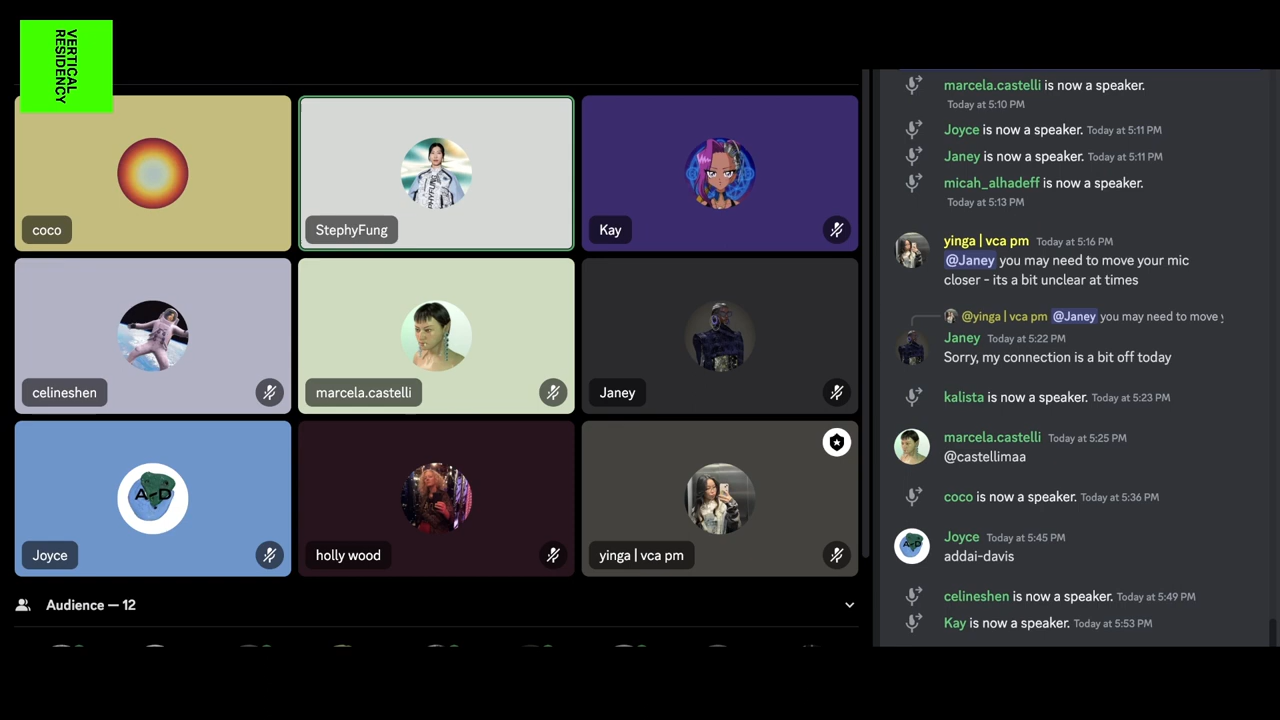 VERTICAL
RESIDENCY
coco
StephyFung
Kay
celineshen
marcela.castelli
Janey
A-D
Joyce
holly wood
yinga | vca pm
Audience — 12
marcela.castelli is now a speaker.
Today at 5:10 PM
Joyce is now a speaker. Today at 5:11 PM
Janey is now a speaker. Today at 5:11 PM
micah_alhadeff is now a speaker.
Today at 5:13 PM
yinga | vca pm Today at 5:16 PM
@Janey you may need to move your mic
closer - its a bit unclear at times
@yinga | vca pm @Janey you may need to move
Janey Today at 5:22 PM
Sorry, my connection is a bit off today
kalista is now a speaker. Today at 5:23 PM
marcela.castelli Today at 5:25 PM
@castellimaa
coco is now a speaker. Today at 5:36 PM
Joyce Today at 5:45 PM
addai-davis
celineshen is now a speaker. Today at 5:49 PM
Kay is now a speaker. Today at 5:53 PM